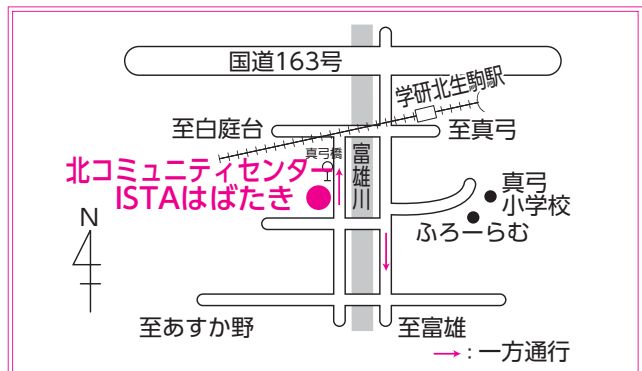 国道163号
学研北生駒駅
至白庭台
至真弓
真弓橋
北コミュニティセンター
ISTAはばたき
富雄川
真弓
小学校
ふろーらむ
N
至あすか野
至富雄
→：一方通行